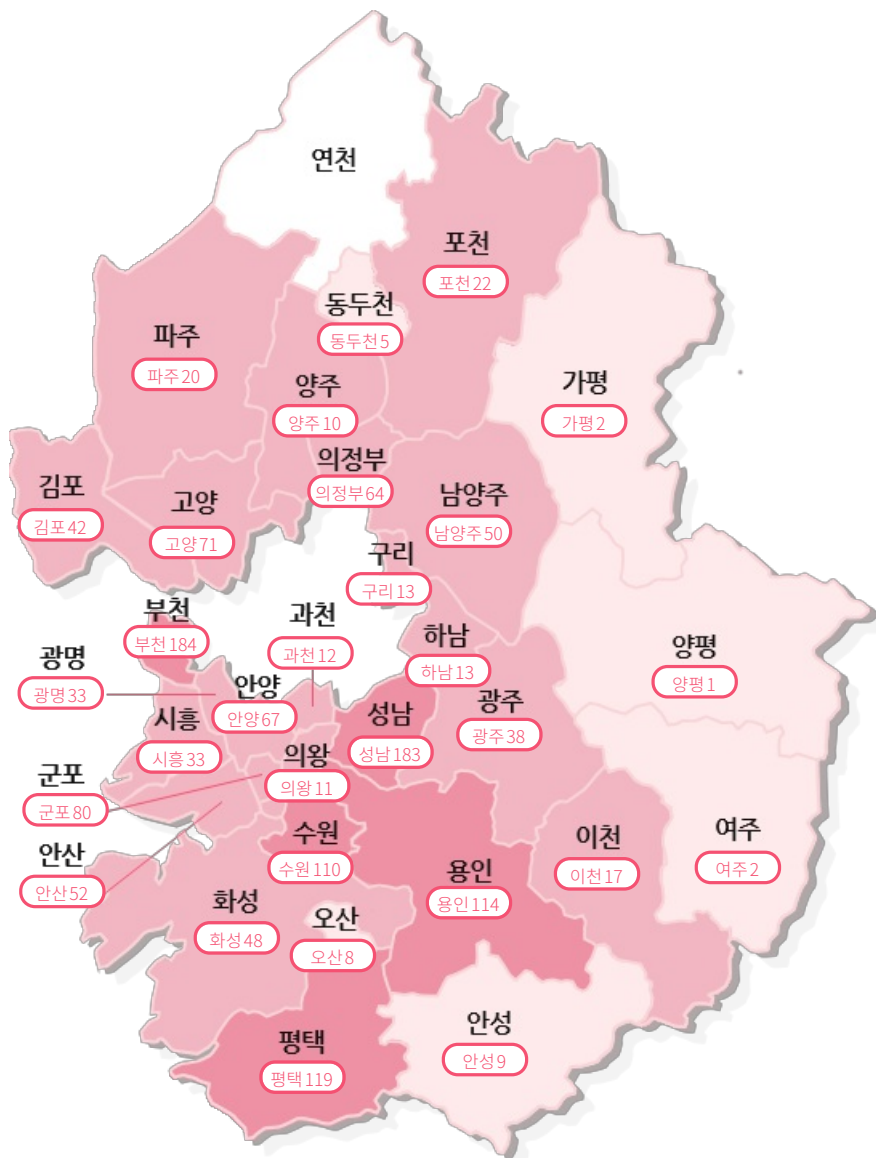 연천
포천
포천22
동두천
동두천5
파주
파주20
가평
가평2
양주
양주10
의정부
의정부64
김포
김포42
고양
고양71
남양주
남양주50
구리
구리13
부천
부천184
과천
과천12
하남
하남13
광명
광명33
안양
안양67
양평
양평1
시흥
시흥33
성남
성남183
광주
광주38
의왕
의왕11
군포
군포80
수원
수원110
이천
이천17
여주
여주2
안산
안산52
용인
용인114
화성
화성48
오산
오산8
안성
안성9
평택
평택119